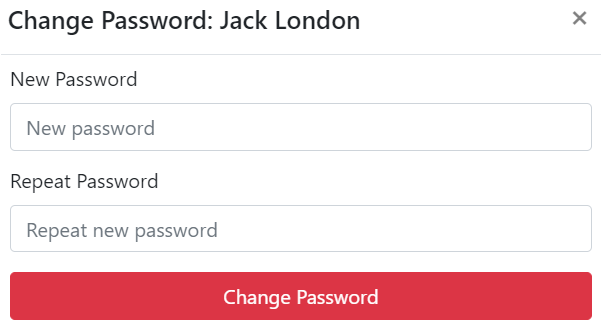 Change Password: Jack London ×
New Password
New password
Repeat Password
Repeat new password
Change Password